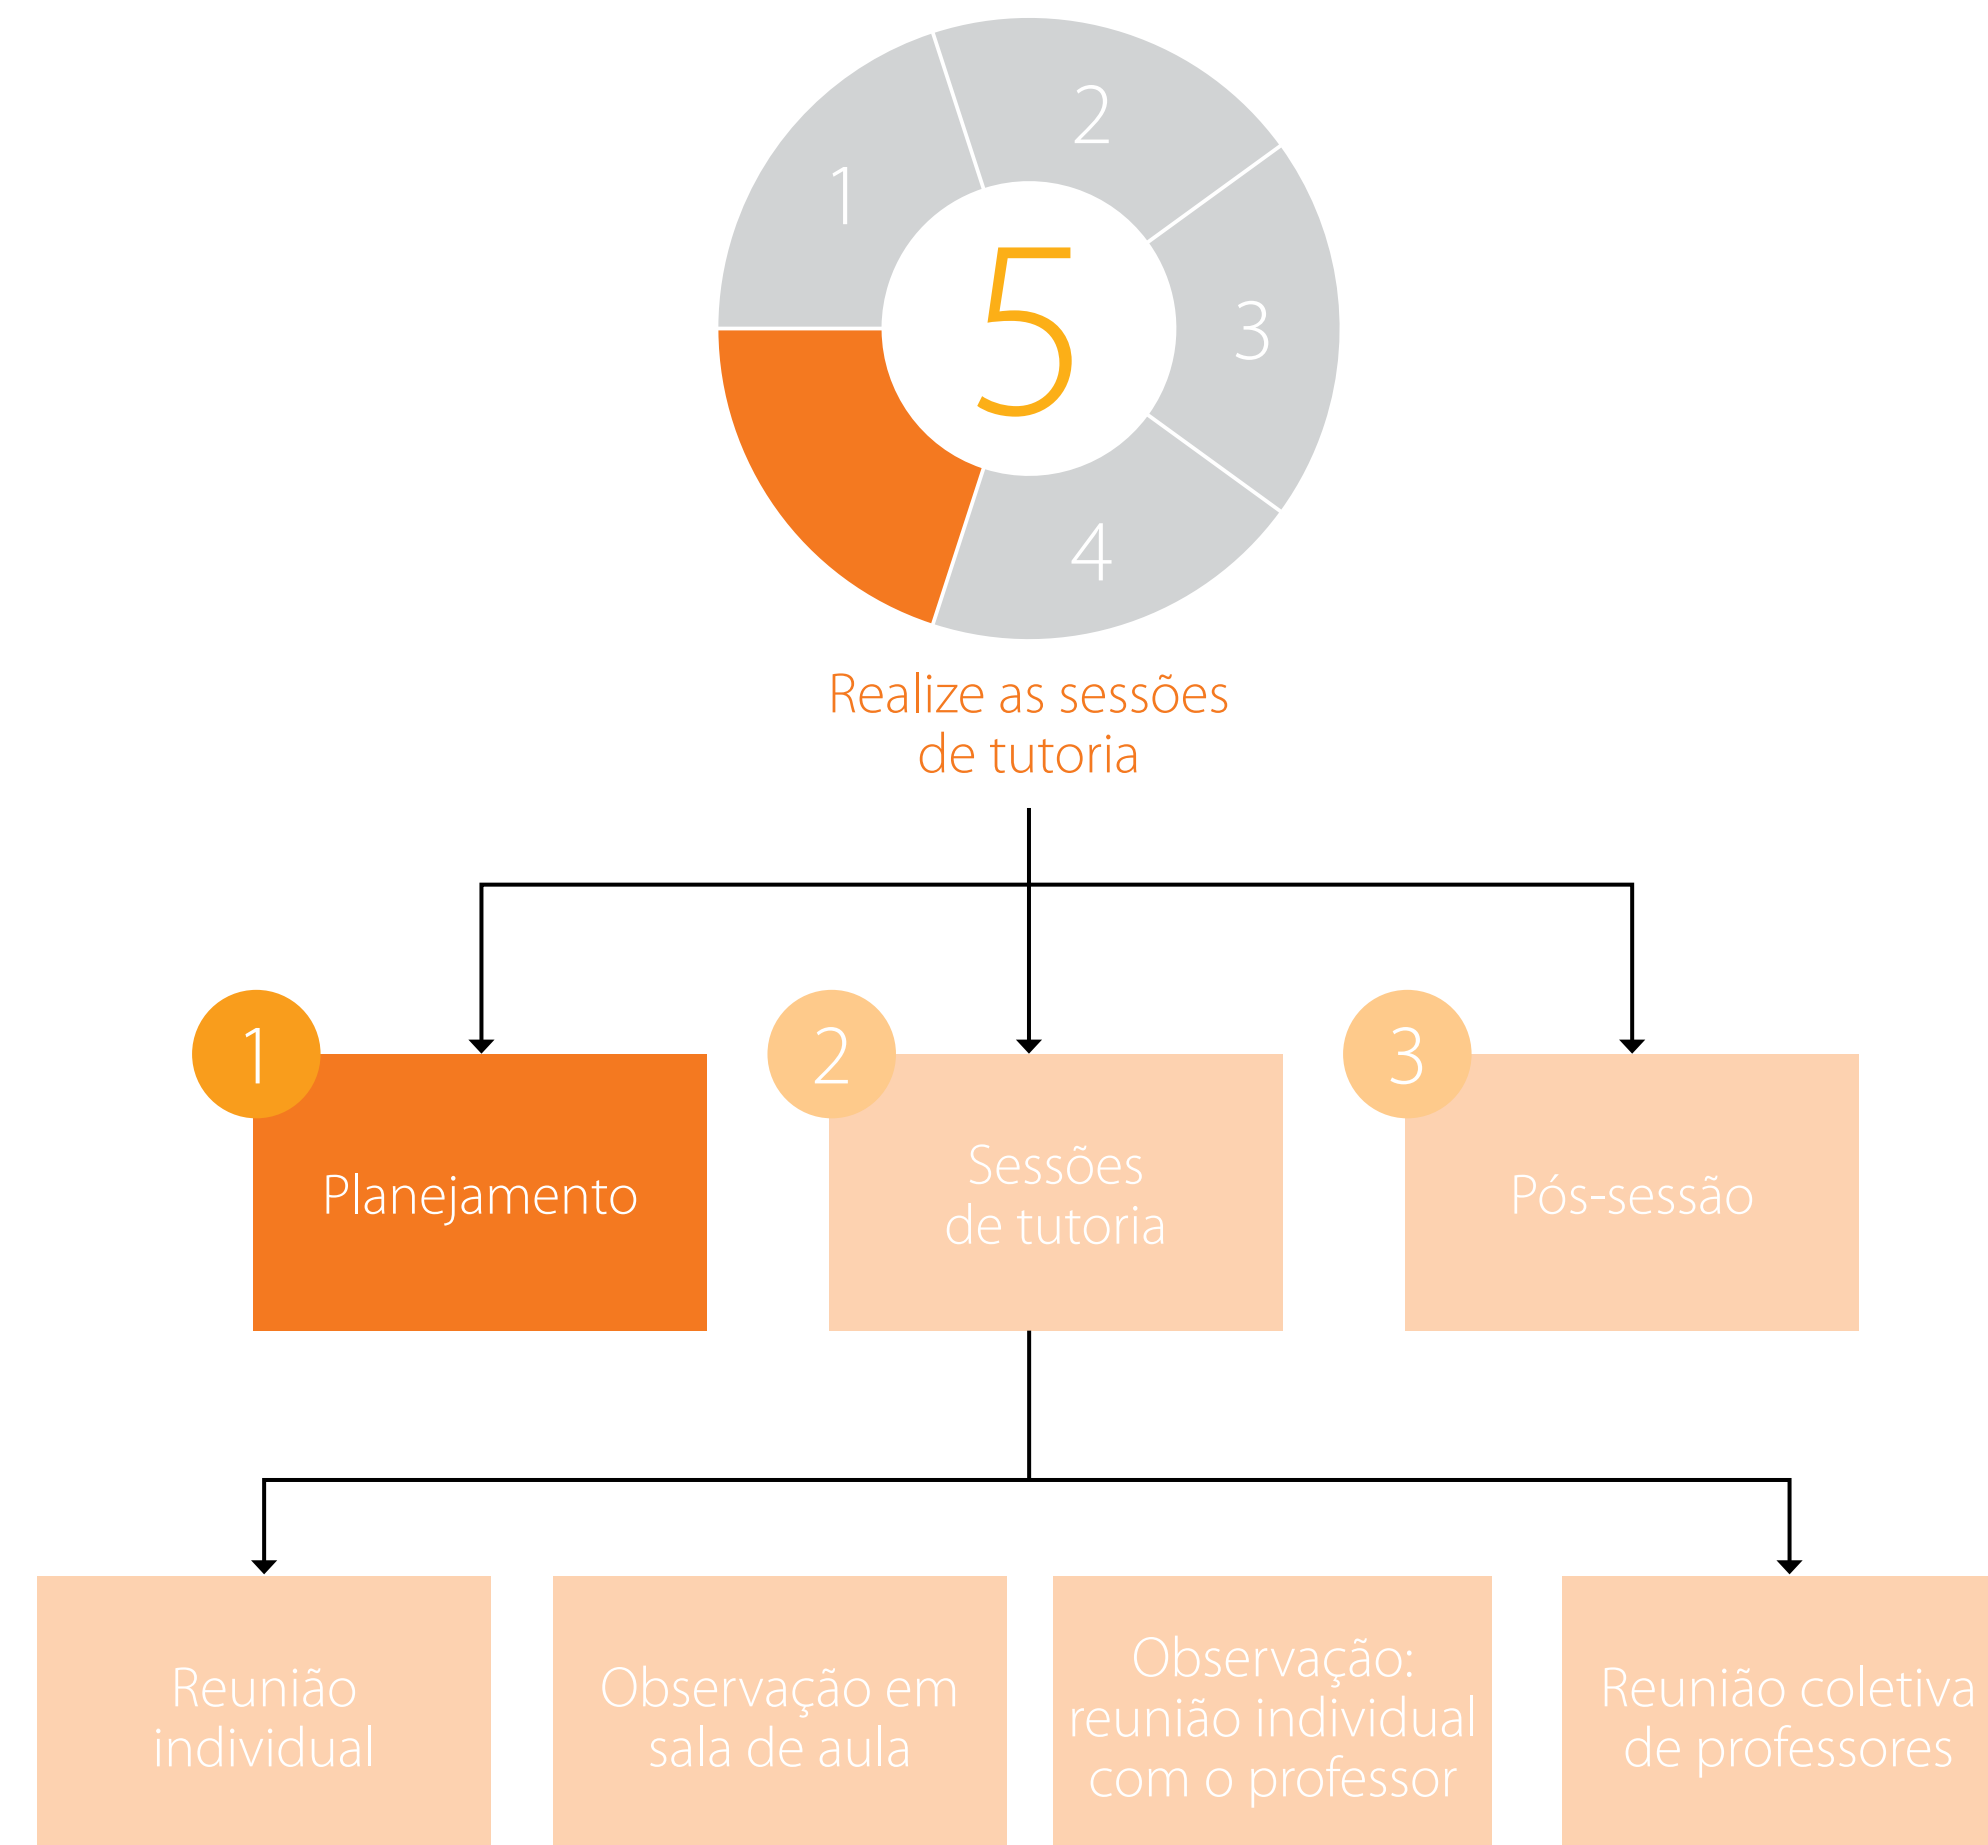 1
2
3
4
5
Realize as sessões
de tutoria
1
Planejamento
2
Sessões
de tutoria
3
Pós-sessão
Reunião
individual
Observação em
sala de aula
Observação:
reunião individual
com o professor
Reunião coletiva
de professores